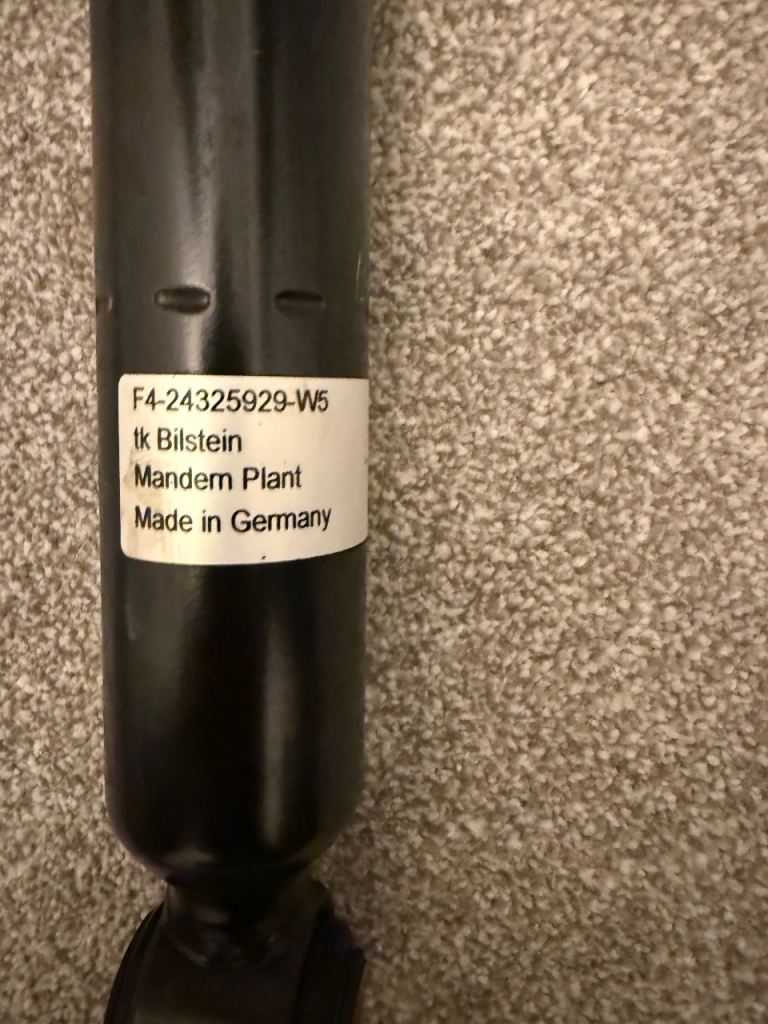 F4-24325929-W5
tk Bilstein
Mandern Plant
Made in Germany